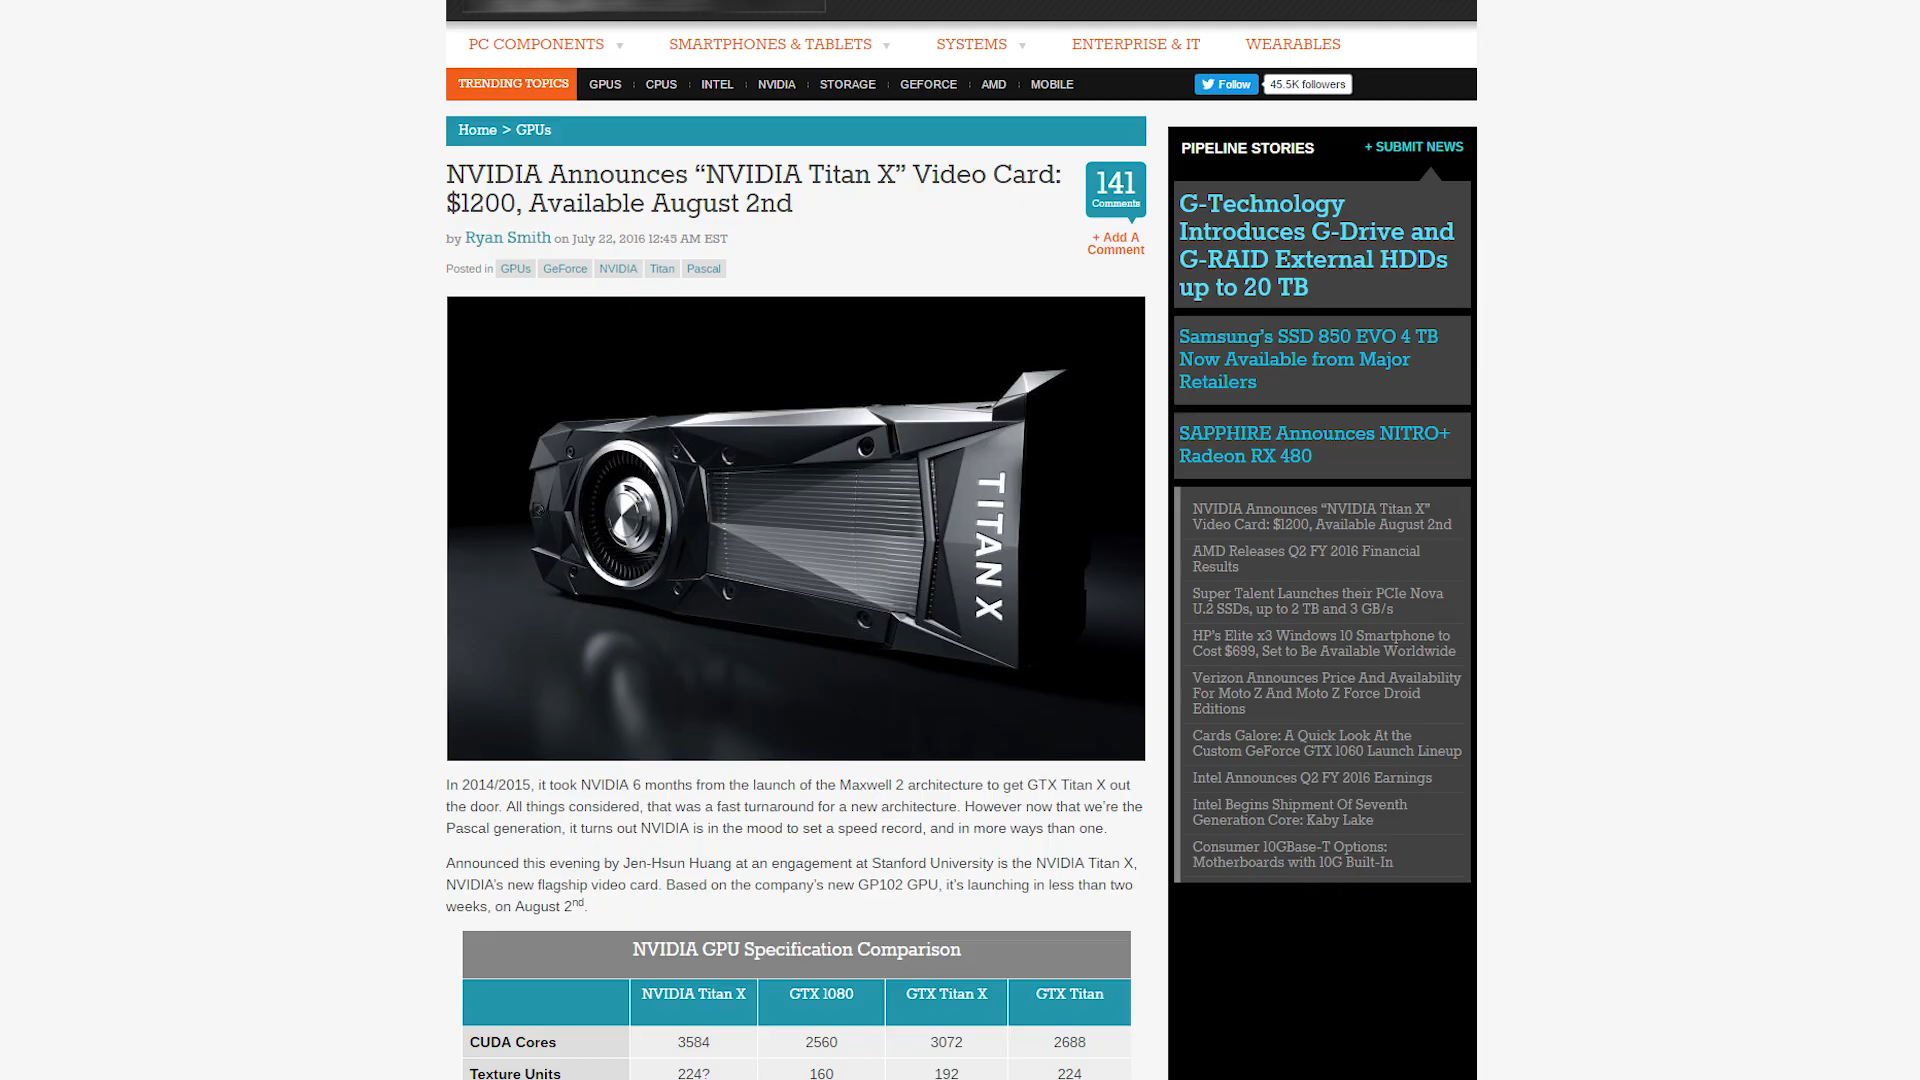 PC COMPONENTS
SMARTPHONES & TABLETS
SYSTEMS
ENTERPRISE & IT
WEARABLES
TRENDING TOPICS
GPUS
CPUS
INTEL
NVIDIA
STORAGE
GEFORCE
AMD
MOBILE
Follow
45.5K followers
Home > GPUs
NVIDIA Announces “NVIDIA Titan X” Video Card:
$1200, Available August 2nd
by Ryan Smith on July 22, 2016 12:45 AM EST
Posted in GPUs GeForce NVIDIA Titan Pascal
141
Comments
+ Add A
Comment
TITAN X
In 2014/2015, it took NVIDIA 6 months from the launch of the Maxwell 2 architecture to get GTX Titan X out
the door. All things considered, that was a fast turnaround for a new architecture. However now that we’re the
Pascal generation, it turns out NVIDIA is in the mood to set a speed record, and in more ways than one.
Announced this evening by Jen-Hsun Huang at an engagement at Stanford University is the NVIDIA Titan X,
NVIDIA’s new flagship video card. Based on the company’s new GP102 GPU, it’s launching in less than two
weeks, on August 2nd.
NVIDIA GPU Specification Comparison
NVIDIA Titan X GTX 1080 GTX Titan X GTX Titan
CUDA Cores 3584 2560 3072 2688
Texture Units 224? 160 192 224
PIPELINE STORIES
+ SUBMIT NEWS
G-Technology
Introduces G-Drive and
G-RAID External HDDs
up to 20 TB
Samsung’s SSD 850 EVO 4 TB
Now Available from Major
Retailers
SAPPHIRE Announces NITRO+
Radeon RX 480
NVIDIA Announces “NVIDIA Titan X”
Video Card: $1200, Available August 2nd
AMD Releases Q2 FY 2016 Financial
Results
Super Talent Launches their PCIe Nova
U.2 SSDs, up to 2 TB and 3 GB/s
HP’s Elite x3 Windows 10 Smartphone to
Cost $699, Set to Be Available Worldwide
Verizon Announces Price And Availability
For Moto Z And Moto Z Force Droid
Editions
Cards Galore: A Quick Look At the
Custom GeForce GTX 1060 Launch Lineup
Intel Announces Q2 FY 2016 Earnings
Intel Begins Shipment Of Seventh
Generation Core: Kaby Lake
Consumer 10GBase-T Options:
Motherboards with 10G Built-In